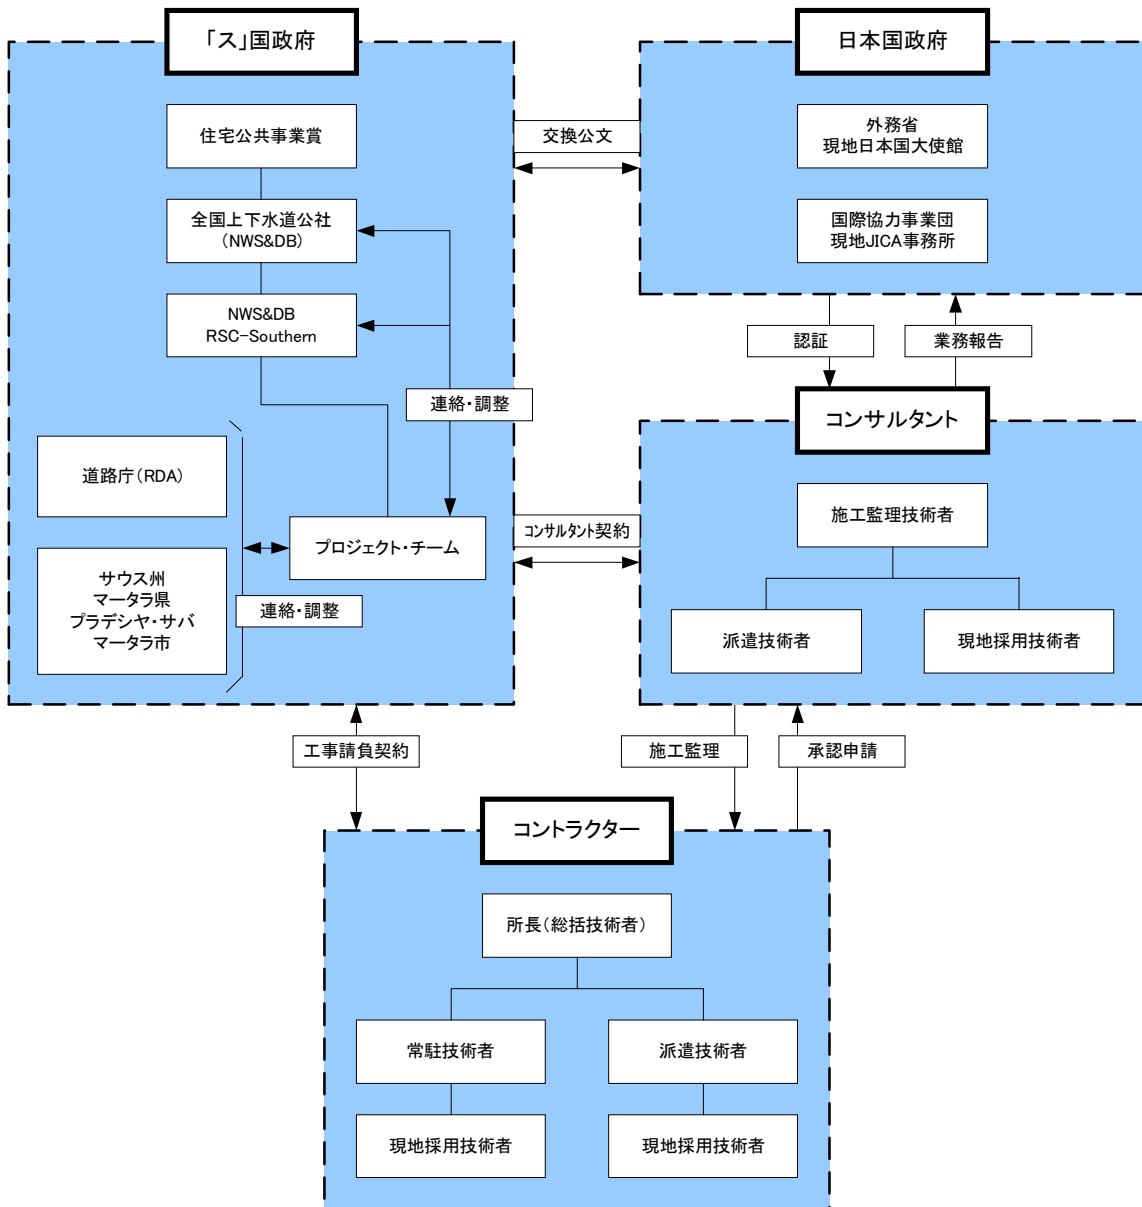 「ス」国政府
日本国政府
住宅公共事業賞
交換公文
外務省
現地日本国大使館
全国上下水道公社
(NWS&DB)
国際協力事業団
現地JICA事務所
NWS&DB
RSC-Southern
認証
業務報告
連絡・調整
コンサルタント
道路庁(RDA)
施工監理技術者
プロジェクト・チーム
コンサルタント契約
サウス州
マータラ県
プラデシヤ・サバ
マータラ市
連絡・調整
派遣技術者
現地採用技術者
工事請負契約
施工監理
承認申請
コントラクター
所長(総括技術者)
常駐技術者
派遣技術者
現地採用技術者
現地採用技術者